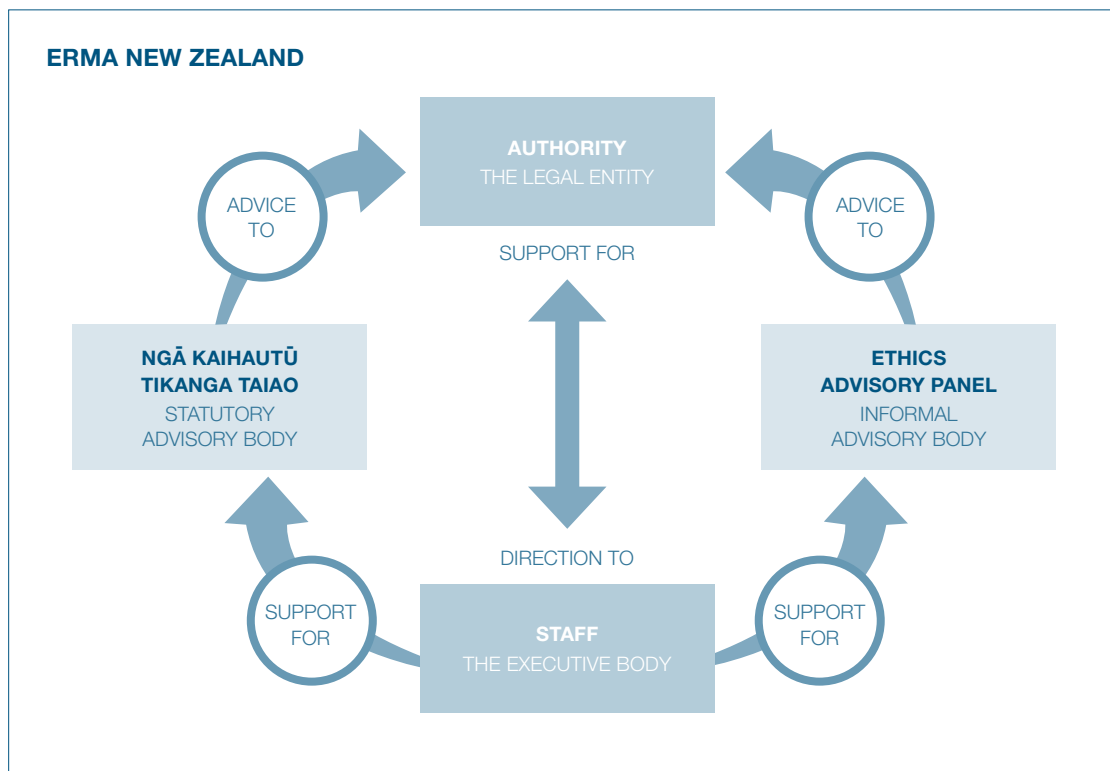 ERMA NEW ZEALAND
AUTHORITY
THE LEGAL ENTITY
ADVICE
TO
ADVICE
TO
SUPPORT FOR
NGĀ KAIHAUTŪ
TIKANGA TAIAO
STATUTORY
ADVISORY BODY
ETHICS
ADVISORY PANEL
INFORMAL
ADVISORY BODY
DIRECTION TO
SUPPORT
FOR
STAFF
THE EXECUTIVE BODY
SUPPORT
FOR